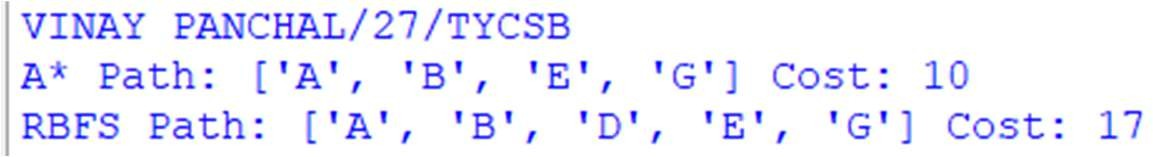 VINAY PANCHAL/27/TYCSB
A* Path: ['A', 'B', 'E', 'G'] Cost: 10
RBFS Path: ['A', 'B', 'D', 'E', 'G'] Cost: 17